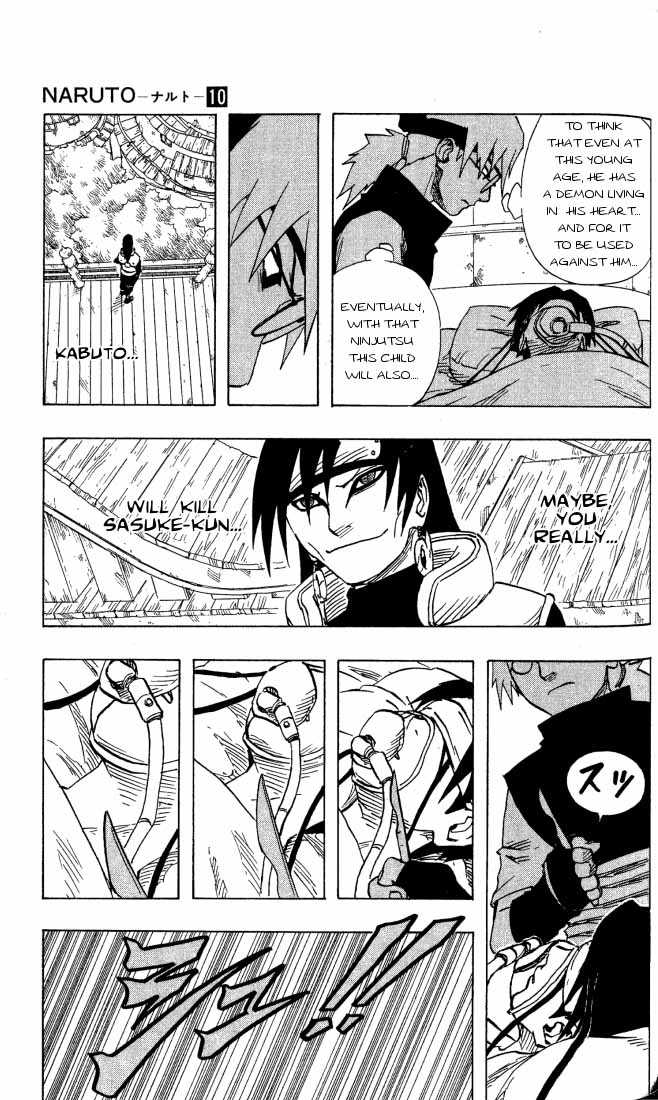 NARUTO—ナルト—10
TO THINK
THAT EVEN AT
THIS YOUNG
AGE, HE HAS
A DEMON LIVING
IN HIS HEART...
AND FOR IT
TO BE USED
AGAINST HIM...
EVENTUALLY,
WITH THAT
NINJUTSU
THIS CHILD
WILL ALSO....
KABUTO...
MAYBE
YOU
REALLY...
WILL KILL
SASUKE-KUN...
スッ
シュ!!